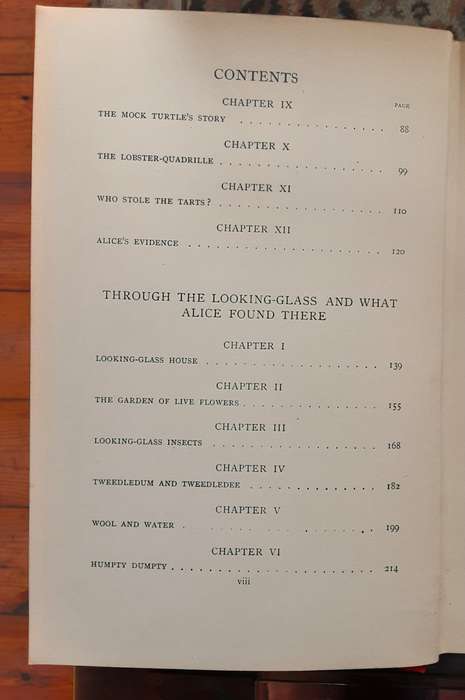 CONTENTS
CHAPTER IX
PAGE
THE MOCK TURTLE'S STORY . . . . . . . . . . . 88
CHAPTER X
THE LOBSTER-QUADRILLE . . . . . . . . . . . . . 99
CHAPTER XI
WHO STOLE THE TARTS? . . . . . . . . . . . . . 110
CHAPTER XII
ALICE'S EVIDENCE . . . . . . . . . . . . . . . 120
THROUGH THE LOOKING-GLASS AND WHAT
ALICE FOUND THERE
CHAPTER I
LOOKING-GLASS HOUSE . . . . . . . . . . . . . . 139
CHAPTER II
THE GARDEN OF LIVE FLOWERS . . . . . . . . . . . 155
CHAPTER III
LOOKING-GLASS INSECTS . . . . . . . . . . . . . 168
CHAPTER IV
TWEEDLEDUM AND TWEEDLEDEE . . . . . . . . . . 182
CHAPTER V
WOOL AND WATER . . . . . . . . . . . . . . . 199
CHAPTER VI
HUMPTY DUMPTY . . . . . . . . . . . . . . . . 214
viii